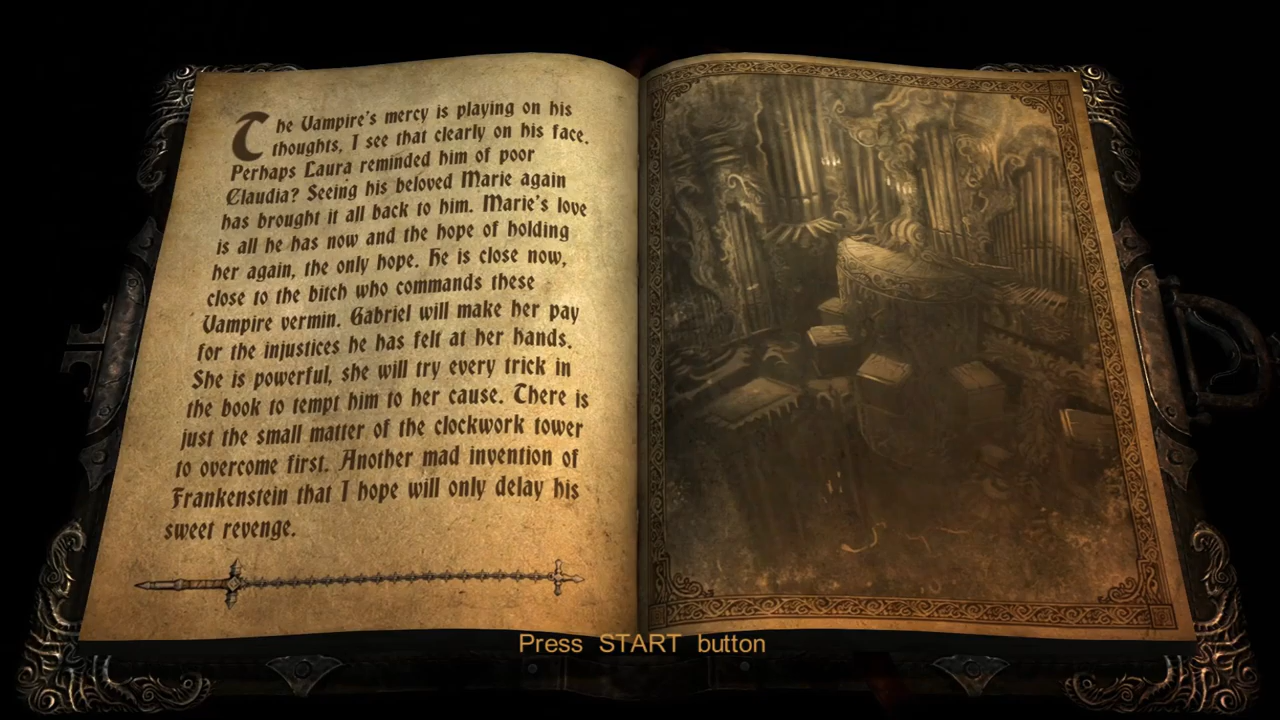 The Vampire's mercy is playing on his
thoughts, I see that clearly on his face.
Perhaps Laura reminded him of poor
Claudia? Seeing his beloved Marie again
has brought it all back to him. Marie's love
is all he has now and the hope of holding
her again, the only hope. He is close now,
close to the bitch who commands these
Vampire vermin. Gabriel will make her pay
for the injustices he has felt at her hands.
She is powerful, she will try every trick in
the book to tempt him to her cause. There is
just the small matter of the clockwork tower
to overcome first. Another mad invention of
Frankenstein that I hope will only delay his
sweet revenge.
Press START button